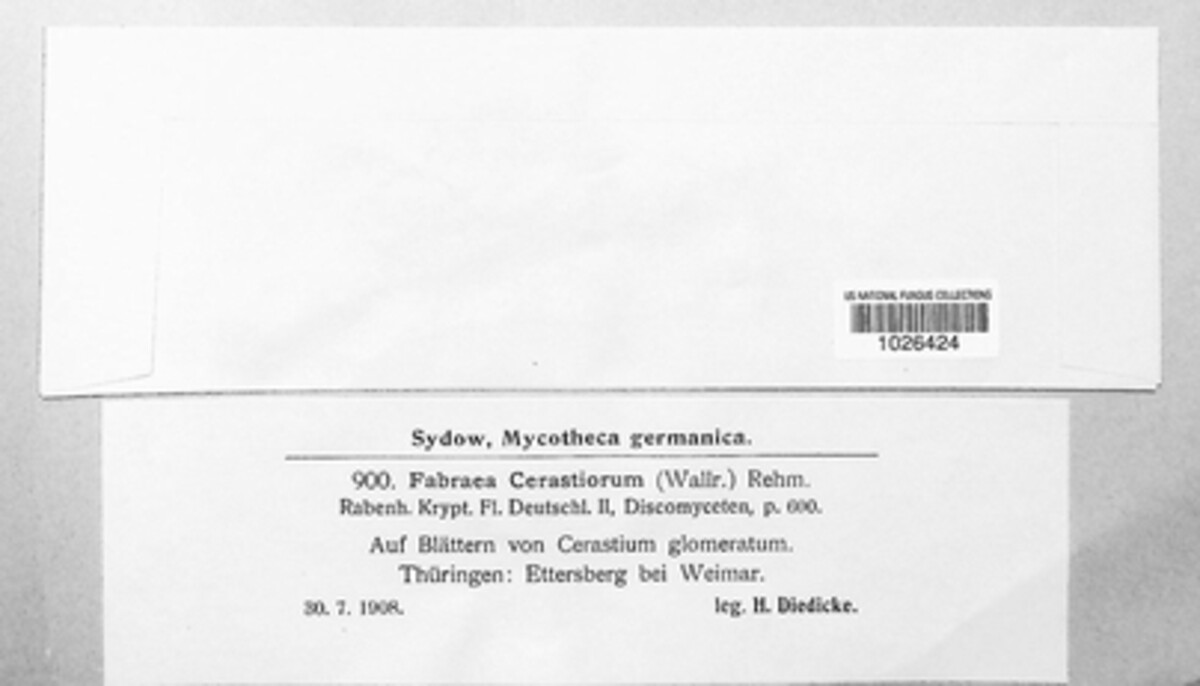 US NATIONAL FUNGUS COLLECTIONS
1026424
Sydow, Mycotheca germanica.
900. Fabraea Cerastiorum (Wallr.) Rehm.
Rabenh. Krypt. Fl. Deutschl. II, Discomyceten, p. 600.
Auf Blättern von Cerastium glomeratum.
Thüringen: Ettersberg bei Weimar.
30. 7. 1908. leg. H. Diedicke.